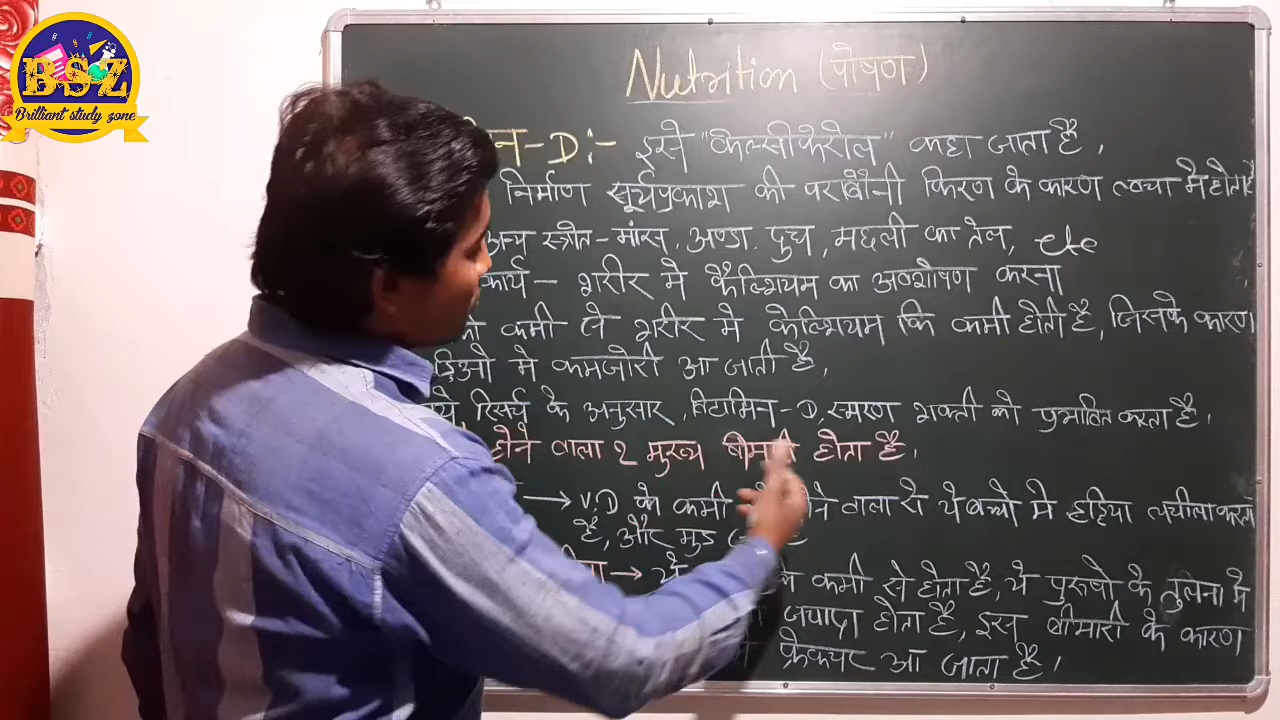 BSZ
Brilliant study zone
Nutrition (पोषण)
न-D:- इसे "केल्सीकेरोल" कहा जाता है,
निर्माण सूर्यप्रकाश की पराबैंनी किरण के कारण त्वचा मे होता है
अन्य स्त्रोत - मांस, अण्डा, दुध, मछली का तेल, etc
कार्य - शरीर मे कैल्शियम का अवशोषण करना
कमी से शरीर मे केल्शियम कि कमी होती है, जिसके कारण
मे कमजोरी आ जाती है,
रिसर्च के अनुसार, विटामिन-D, स्मरण शक्ती को प्रभावित करता है,
होने वाला 2 मुख्य बीमारी होता है,
→ V.D के कमी वाला रोग ये बच्चो मे हड्डिया लचीला करता
है, और मुड़
→ ये कमी से होता है, ये पुरुषो के तुलना मे
ज्यादा होता है, इस बीमारी के कारण
फ्रेक्चर आ जाता है,